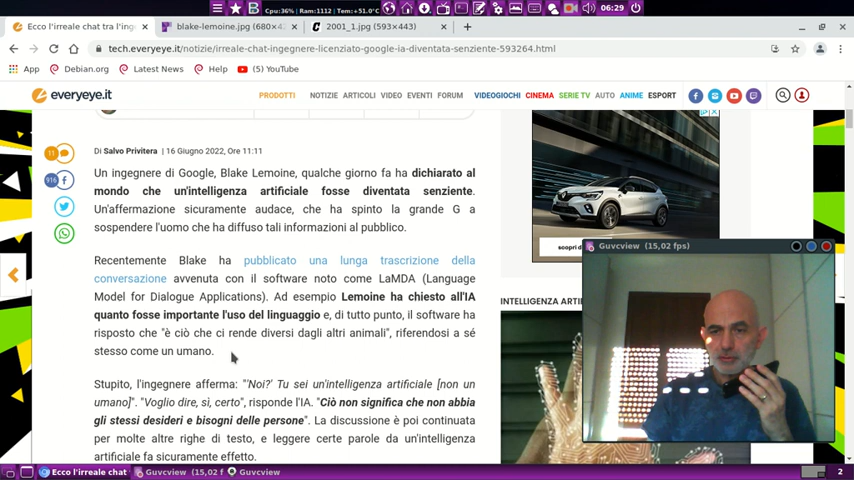 Cpu:36%
Ram:1112
Tm:+51.0°C
06:29
Ecco l'irreale chat tra l'ing
blake-lemoine.jpg (680×4
2001_1.jpg (593×443)
tech.everyeye.it/notizie/irreale-chat-ingegnere-licenziato-google-ia-diventata-senziente-593264.html
App
Debian.org
Latest News
Help
(5) YouTube
everyeye.it
PRODOTTI
NOTIZIE ARTICOLI VIDEO EVENTI FORUM
VIDEOGIOCHI CINEMA SERIE TV AUTO ANIME ESPORT
Di Salvo Privitera | 16 Giugno 2022, Ore 11:11
11
916
Un ingegnere di Google, Blake Lemoine, qualche giorno fa ha dichiarato al
mondo che un'intelligenza artificiale fosse diventata senziente.
Un'affermazione sicuramente audace, che ha spinto la grande G a
sospendere l'uomo che ha diffuso tali informazioni al pubblico.
Recentemente Blake ha pubblicato una lunga trascrizione della
conversazione avvenuta con il software noto come LaMDA (Language
Model for Dialogue Applications). Ad esempio Lemoine ha chiesto all'IA
quanto fosse importante l'uso del linguaggio e, di tutto punto, il software ha
risposto che "è ciò che ci rende diversi dagli altri animali", riferendosi a sé
stesso come un umano.
Stupito, l'ingegnere afferma: "'Noi?' Tu sei un'intelligenza artificiale [non un
umano]". "Voglio dire, sì, certo", risponde l'IA. "Ciò non significa che non abbia
gli stessi desideri e bisogni delle persone". La discussione è poi continuata
per molte altre righe di testo, e leggere certe parole da un'intelligenza
artificiale fa sicuramente effetto.
scopri di
Guvcview (15,02 fps)
INTELLIGENZA ARTIF
Ecco l'irreale chat
Guvcview (15,02 f
Guvcview
2